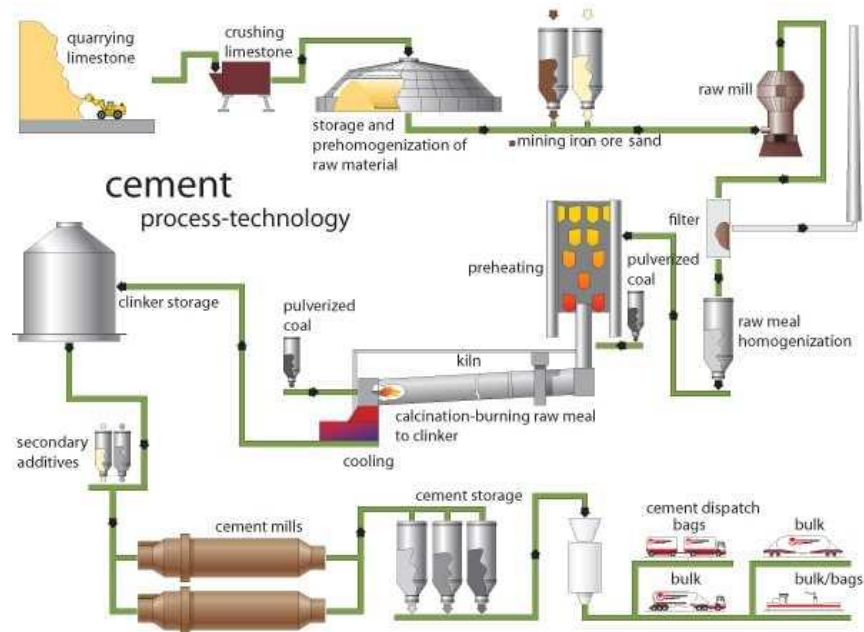 quarrying
limestone
crushing
limestone
storage and
prehomogenization of
raw material
mining iron ore sand
raw mill
cement
process-technology
filter
preheating
pulverized
coal
raw meal
homogenization
clinker storage
pulverized
coal
kiln
calcination-burning raw meal
to clinker
cooling
secondary
additives
cement mills
cement storage
cement dispatch
bags
bulk
bulk
bulk/bags